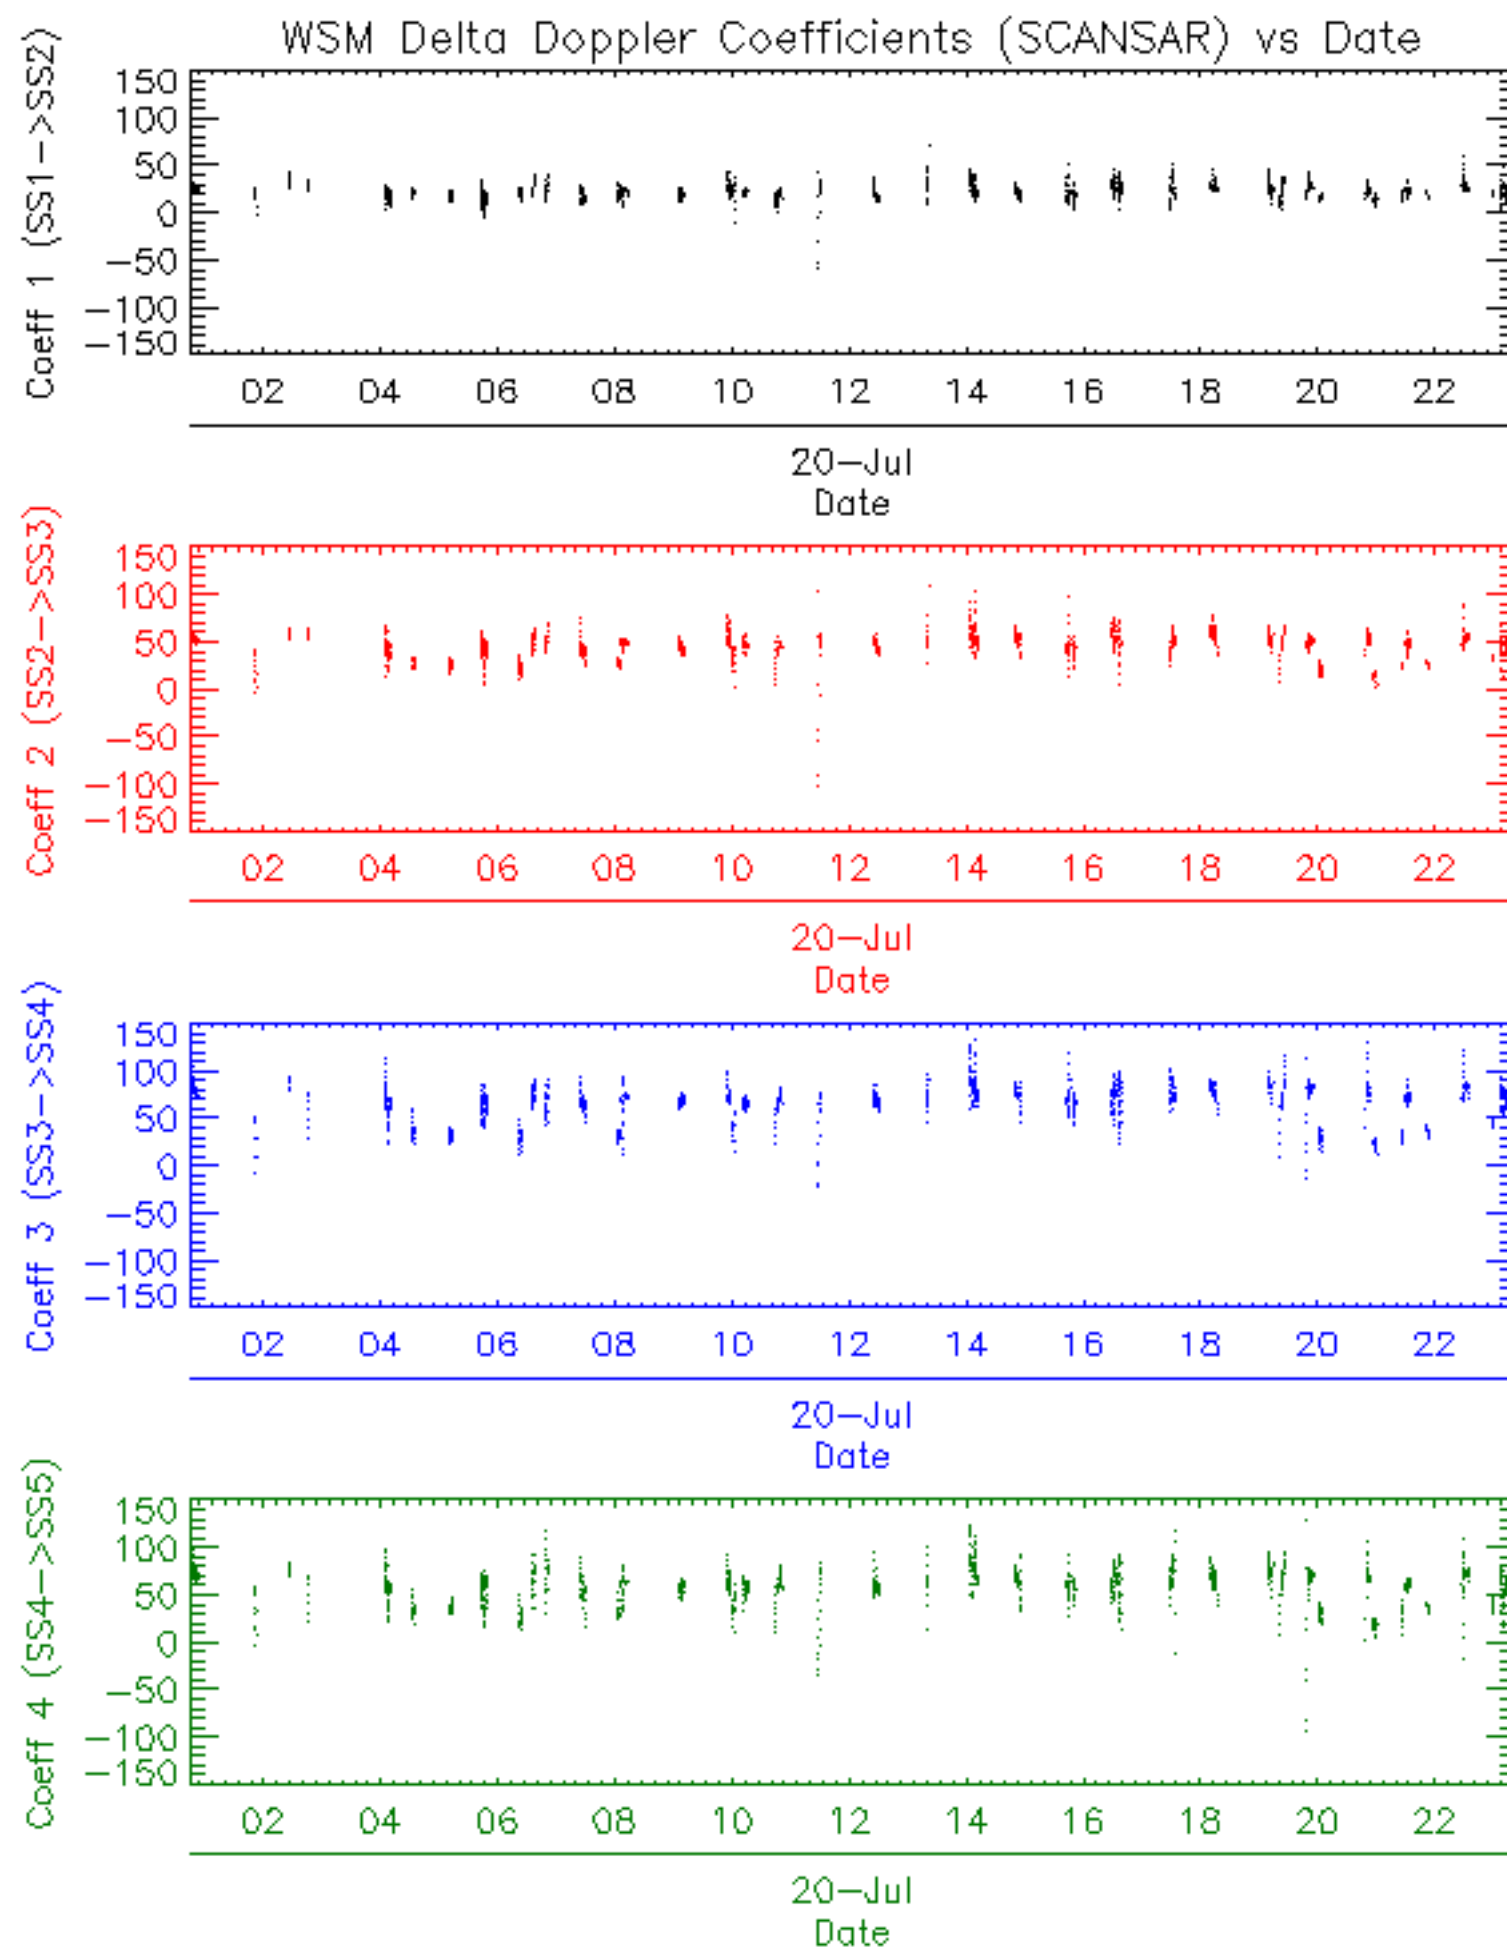 WSM Delta Doppler Coefficients (SCANSAR) vs Date
Coeff 1 (SS1->SS2)
150
100
50
0
-50
-100
-150
02 04 06 08 10 12 14 16 18 20 22
20-Jul
Date
Coeff 2 (SS2->SS3)
150
100
50
0
-50
-100
-150
02 04 06 08 10 12 14 16 18 20 22
20-Jul
Date
Coeff 3 (SS3->SS4)
150
100
50
0
-50
-100
-150
02 04 06 08 10 12 14 16 18 20 22
20-Jul
Date
Coeff 4 (SS4->SS5)
150
100
50
0
-50
-100
-150
02 04 06 08 10 12 14 16 18 20 22
20-Jul
Date